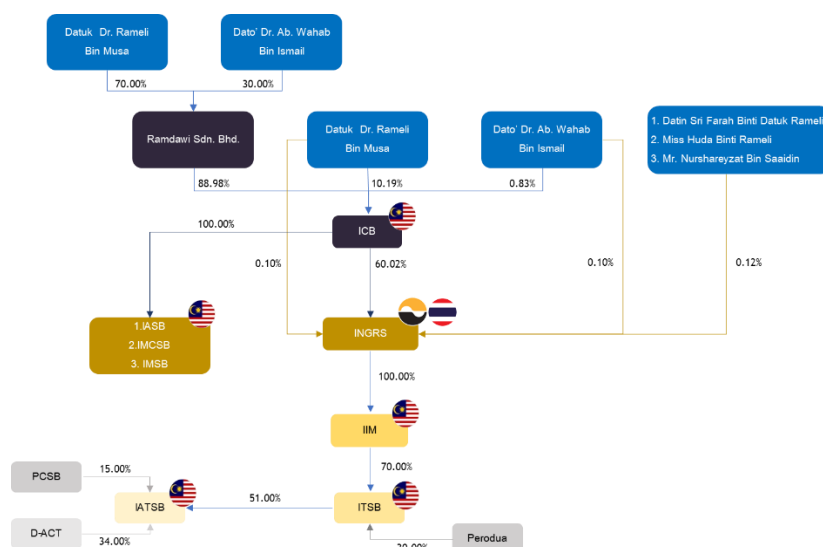 Datuk  Dr. Rameli
Bin Musa
Dato' Dr. Ab. Wahab
Bin Ismail
70.00%
30.00%
Ramdawi Sdn. Bhd.
Datuk  Dr. Rameli
Bin Musa
Dato' Dr. Ab. Wahab
Bin Ismail
1. Datin Sri Farah Binti Datuk Rameli
2. Miss Huda Binti Rameli
3. Mr. Nurshareyzat Bin Saaidin
88.98%
10.19%
0.83%
100.00%
ICB
0.10%
60.02%
0.10%
0.12%
1.IASB
2.IMCSB
3. IMSB
INGRS
100.00%
IIM
70.00%
PCSB
15.00%
IATSB
51.00%
ITSB
D-ACT
34.00%
Perodua
30.00%